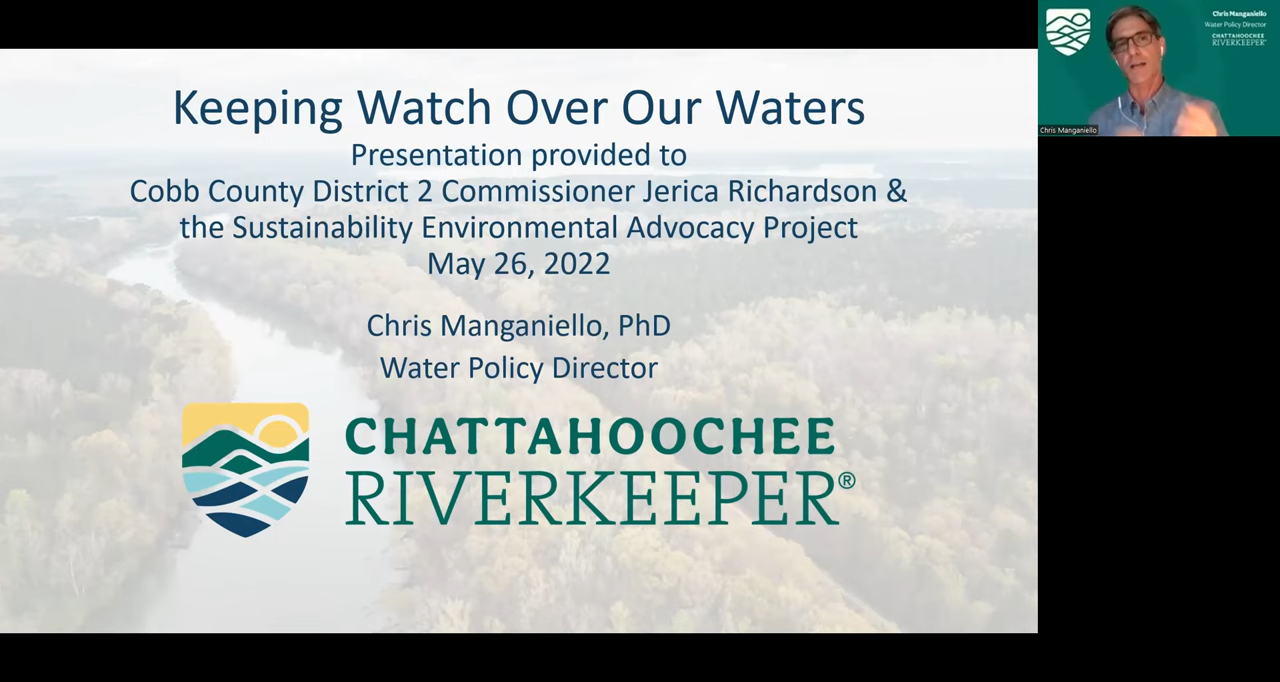 Keeping Watch Over Our Waters
Presentation provided to
Cobb County District 2 Commissioner Jerica Richardson &
the Sustainability Environmental Advocacy Project
May 26, 2022
Chris Manganiello, PhD
Water Policy Director
CHATTAHOOCHEE
RIVERKEEPER®
Chris Manganiello
Water Policy Director
CHATTAHOOCHEE
RIVERKEEPER®
Chris Manganiello